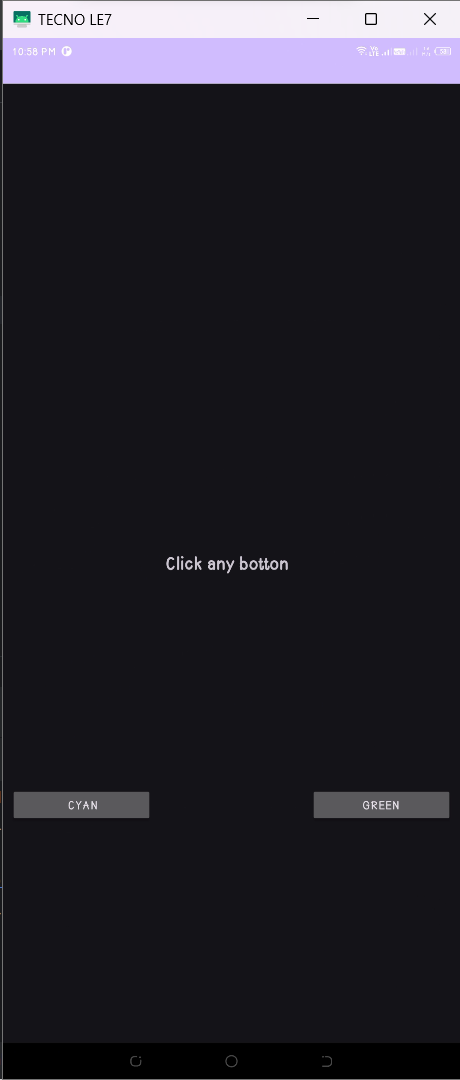 TECNO LE7
10:58 PM
Click any botton
CYAN
GREEN